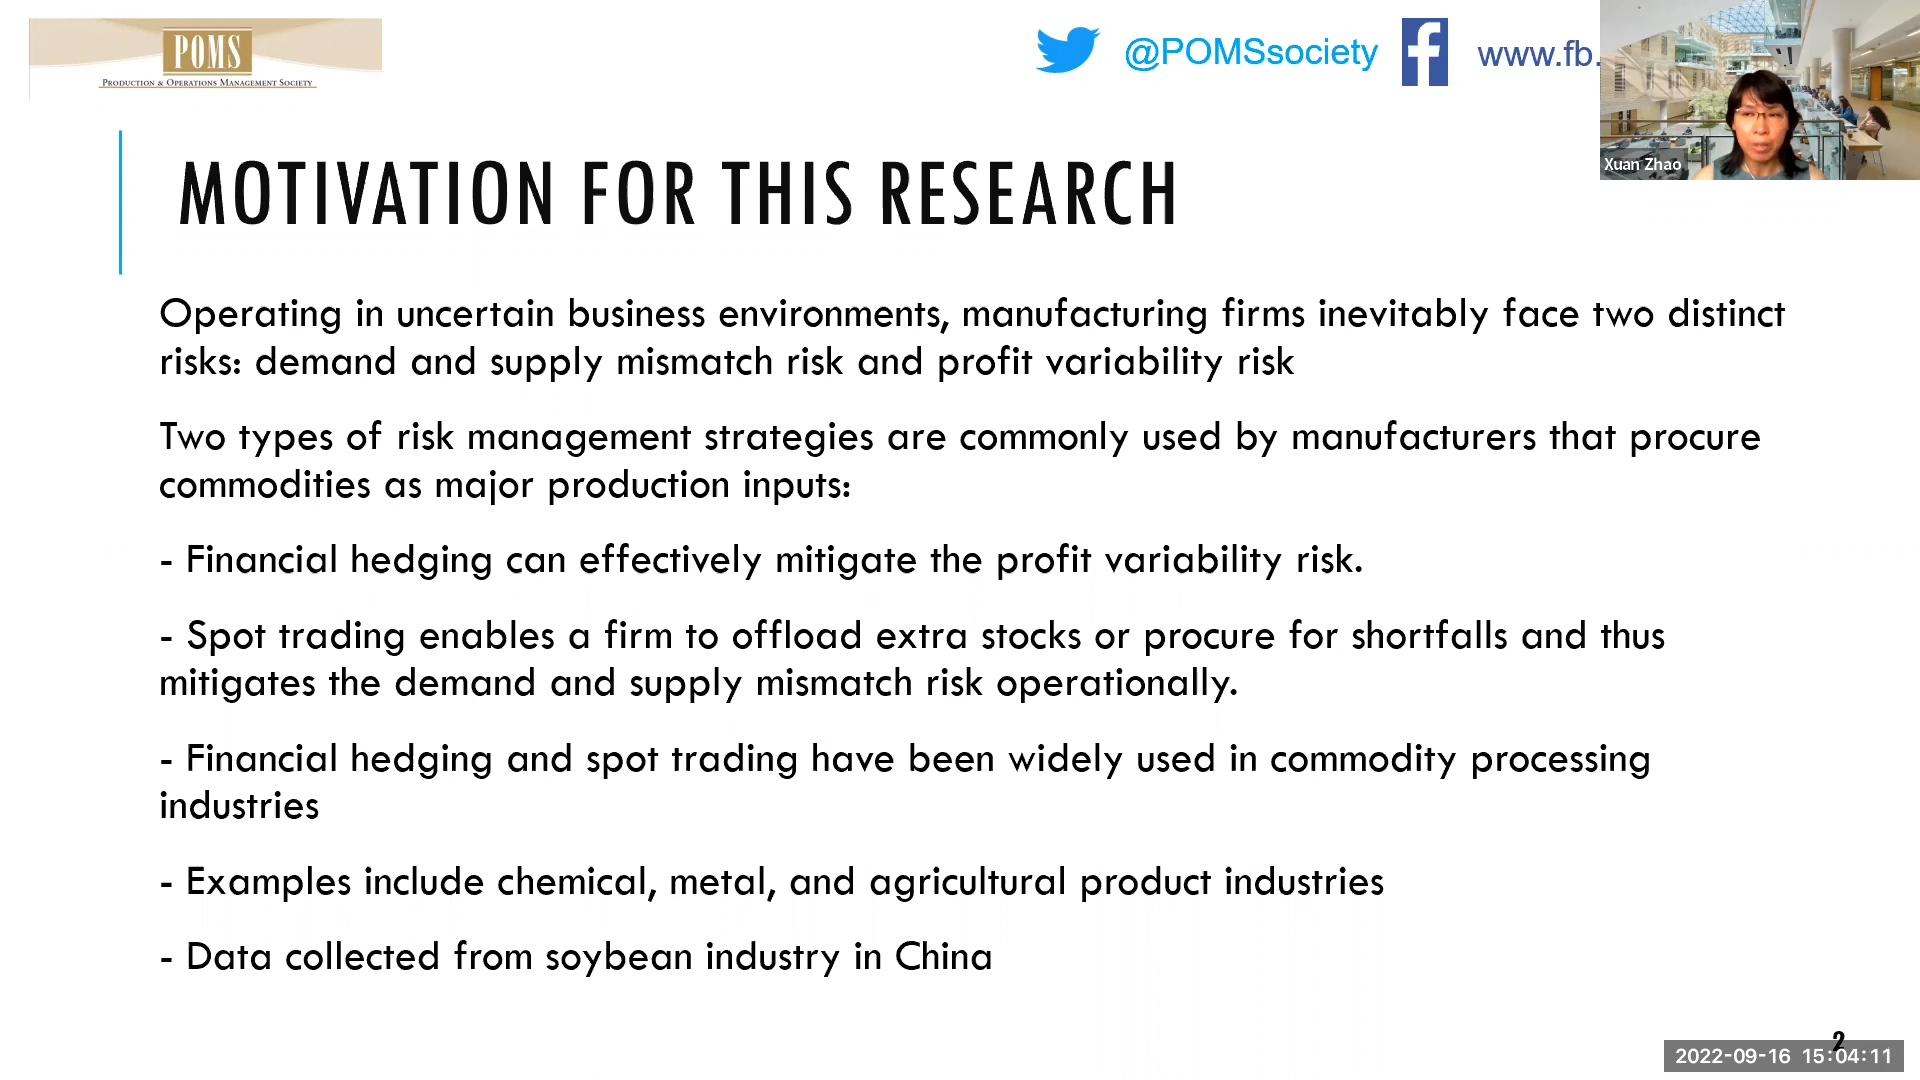 POMS
PRODUCTION & OPERATIONS MANAGEMENT SOCIETY
@POMSsociety
www.fb.
Xuan Zhao
MOTIVATION FOR THIS RESEARCH
Operating in uncertain business environments, manufacturing firms inevitably face two distinct
risks: demand and supply mismatch risk and profit variability risk
Two types of risk management strategies are commonly used by manufacturers that procure
commodities as major production inputs:
- Financial hedging can effectively mitigate the profit variability risk.
- Spot trading enables a firm to offload extra stocks or procure for shortfalls and thus
mitigates the demand and supply mismatch risk operationally.
- Financial hedging and spot trading have been widely used in commodity processing
industries
- Examples include chemical, metal, and agricultural product industries
- Data collected from soybean industry in China
2
2022-09-16 15:04:11